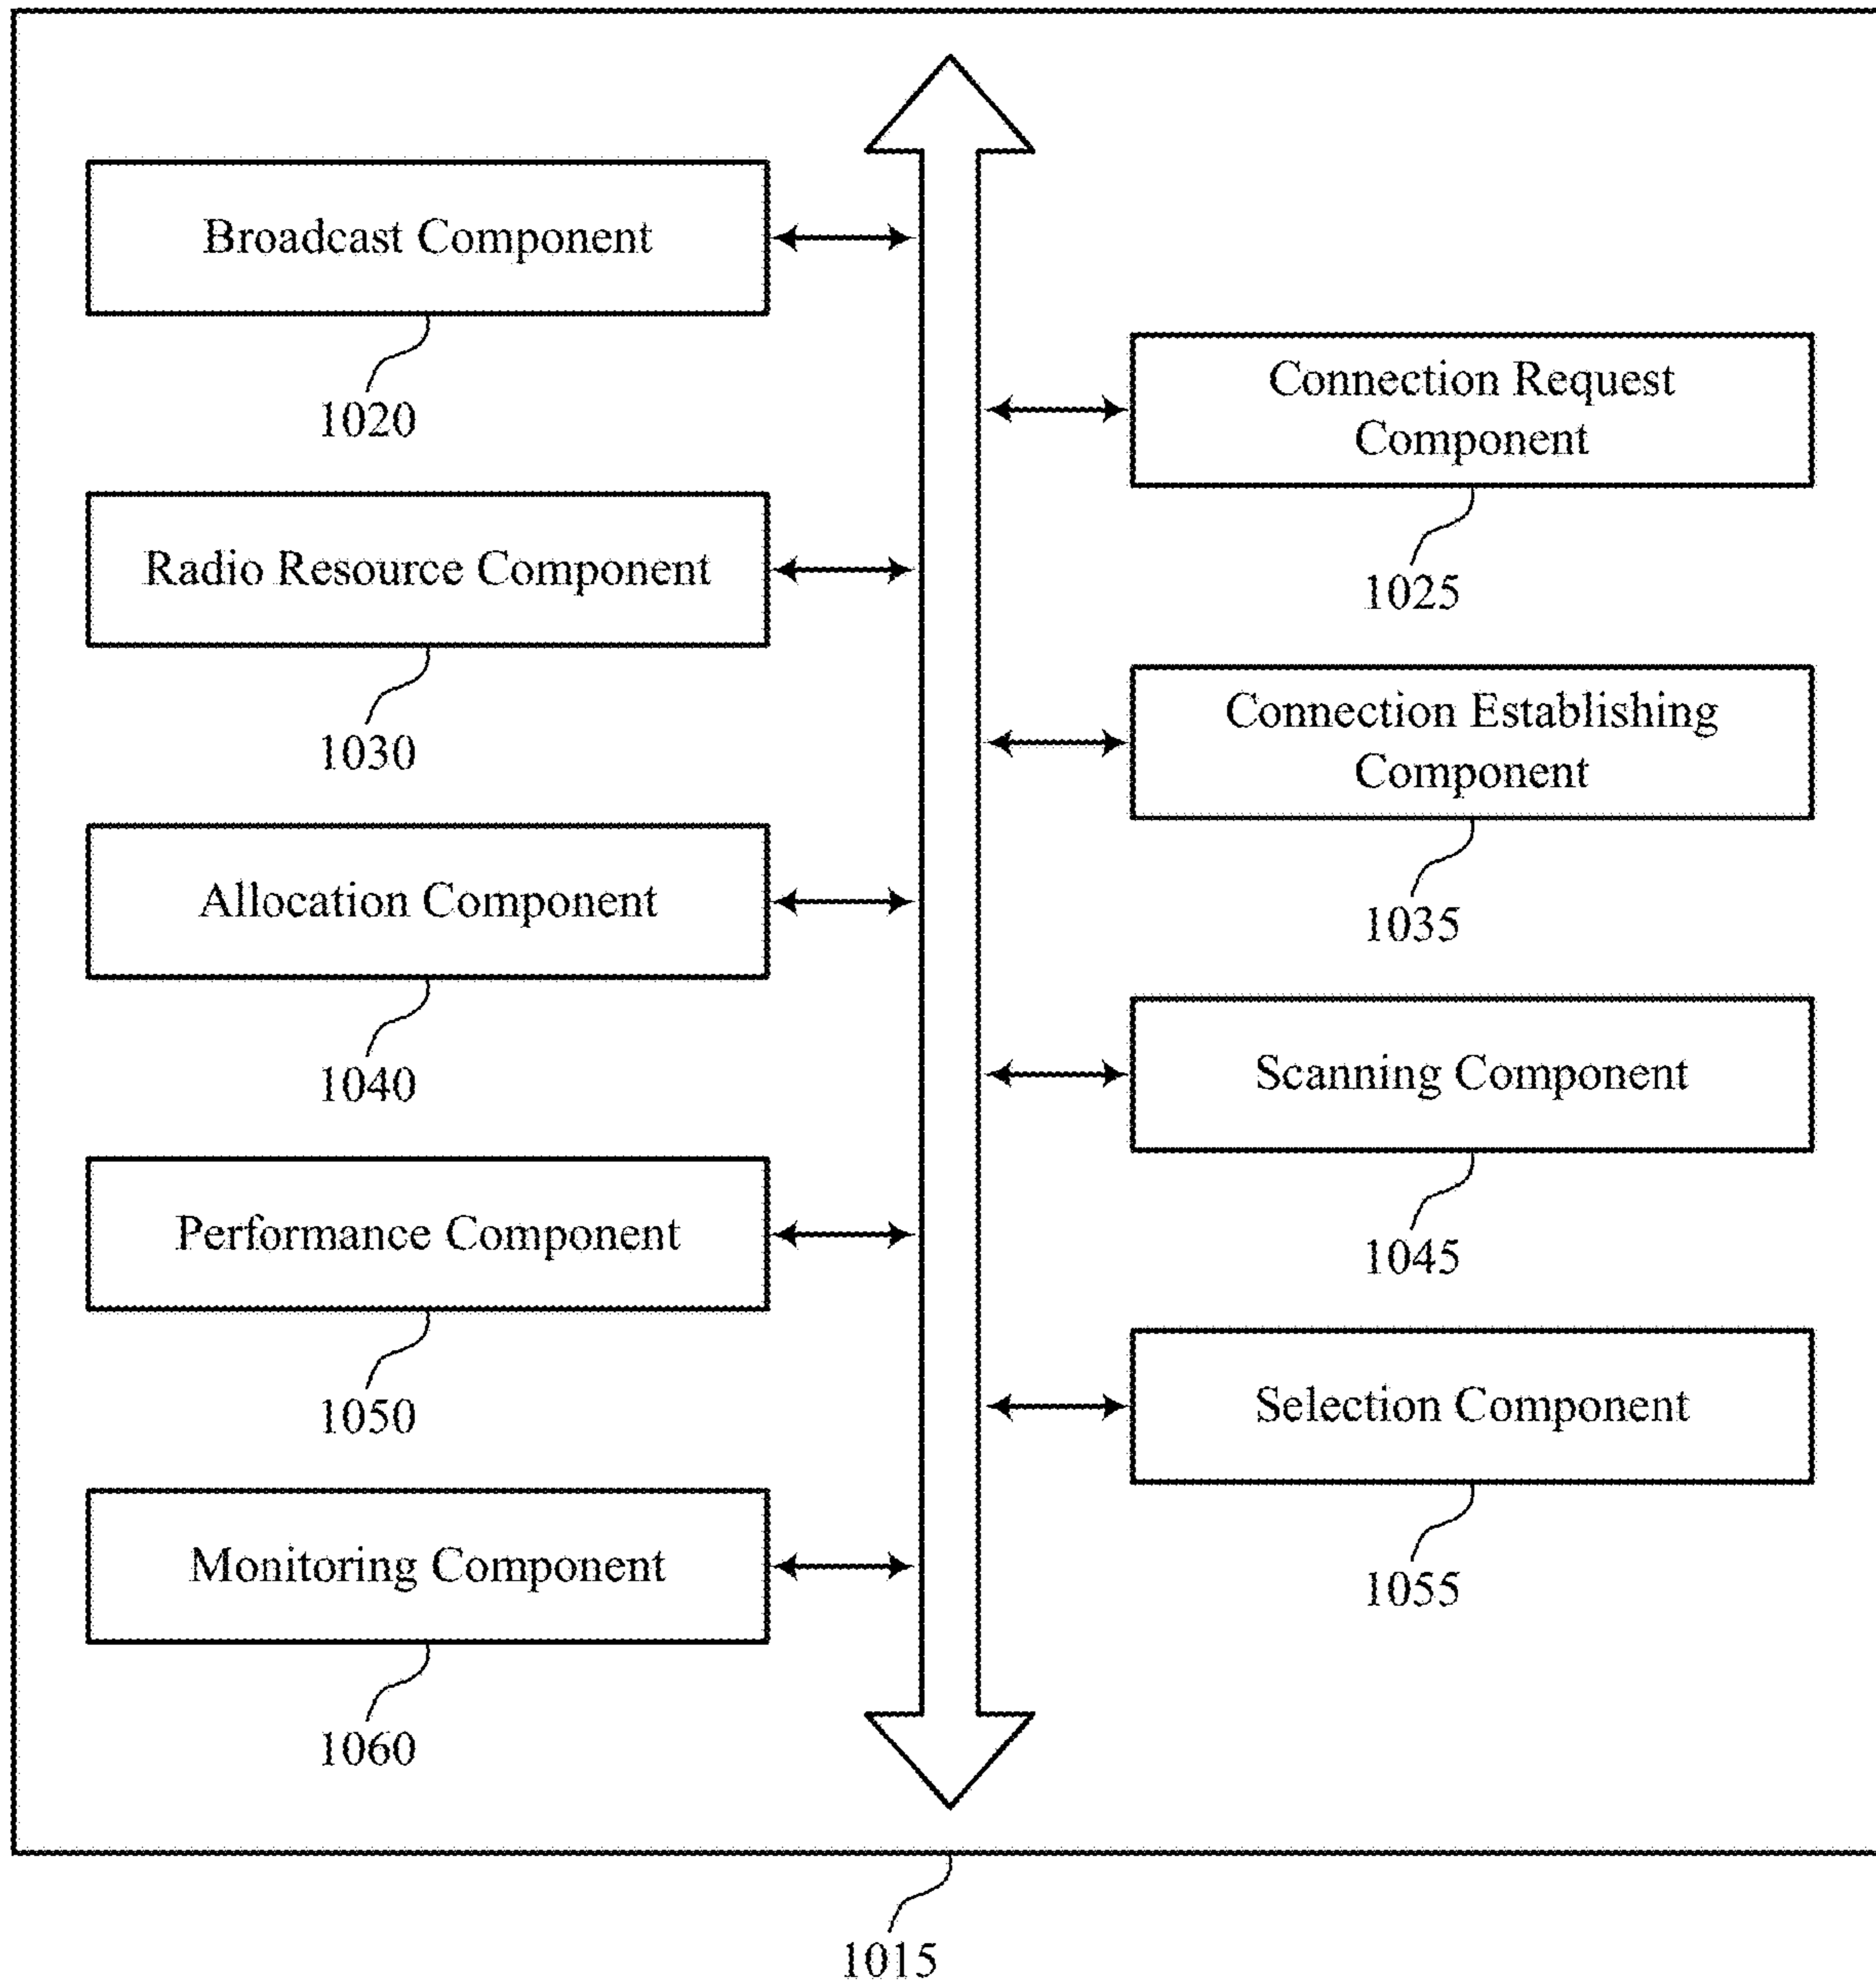 Broadcast Component
1020
Connection Request
Component
1025
Radio Resource Component
1030
Connection Establishing
Component
1035
Allocation Component
1040
Scanning Component
1045
Performance Component
1050
Selection Component
1055
Monitoring Component
1060
1015